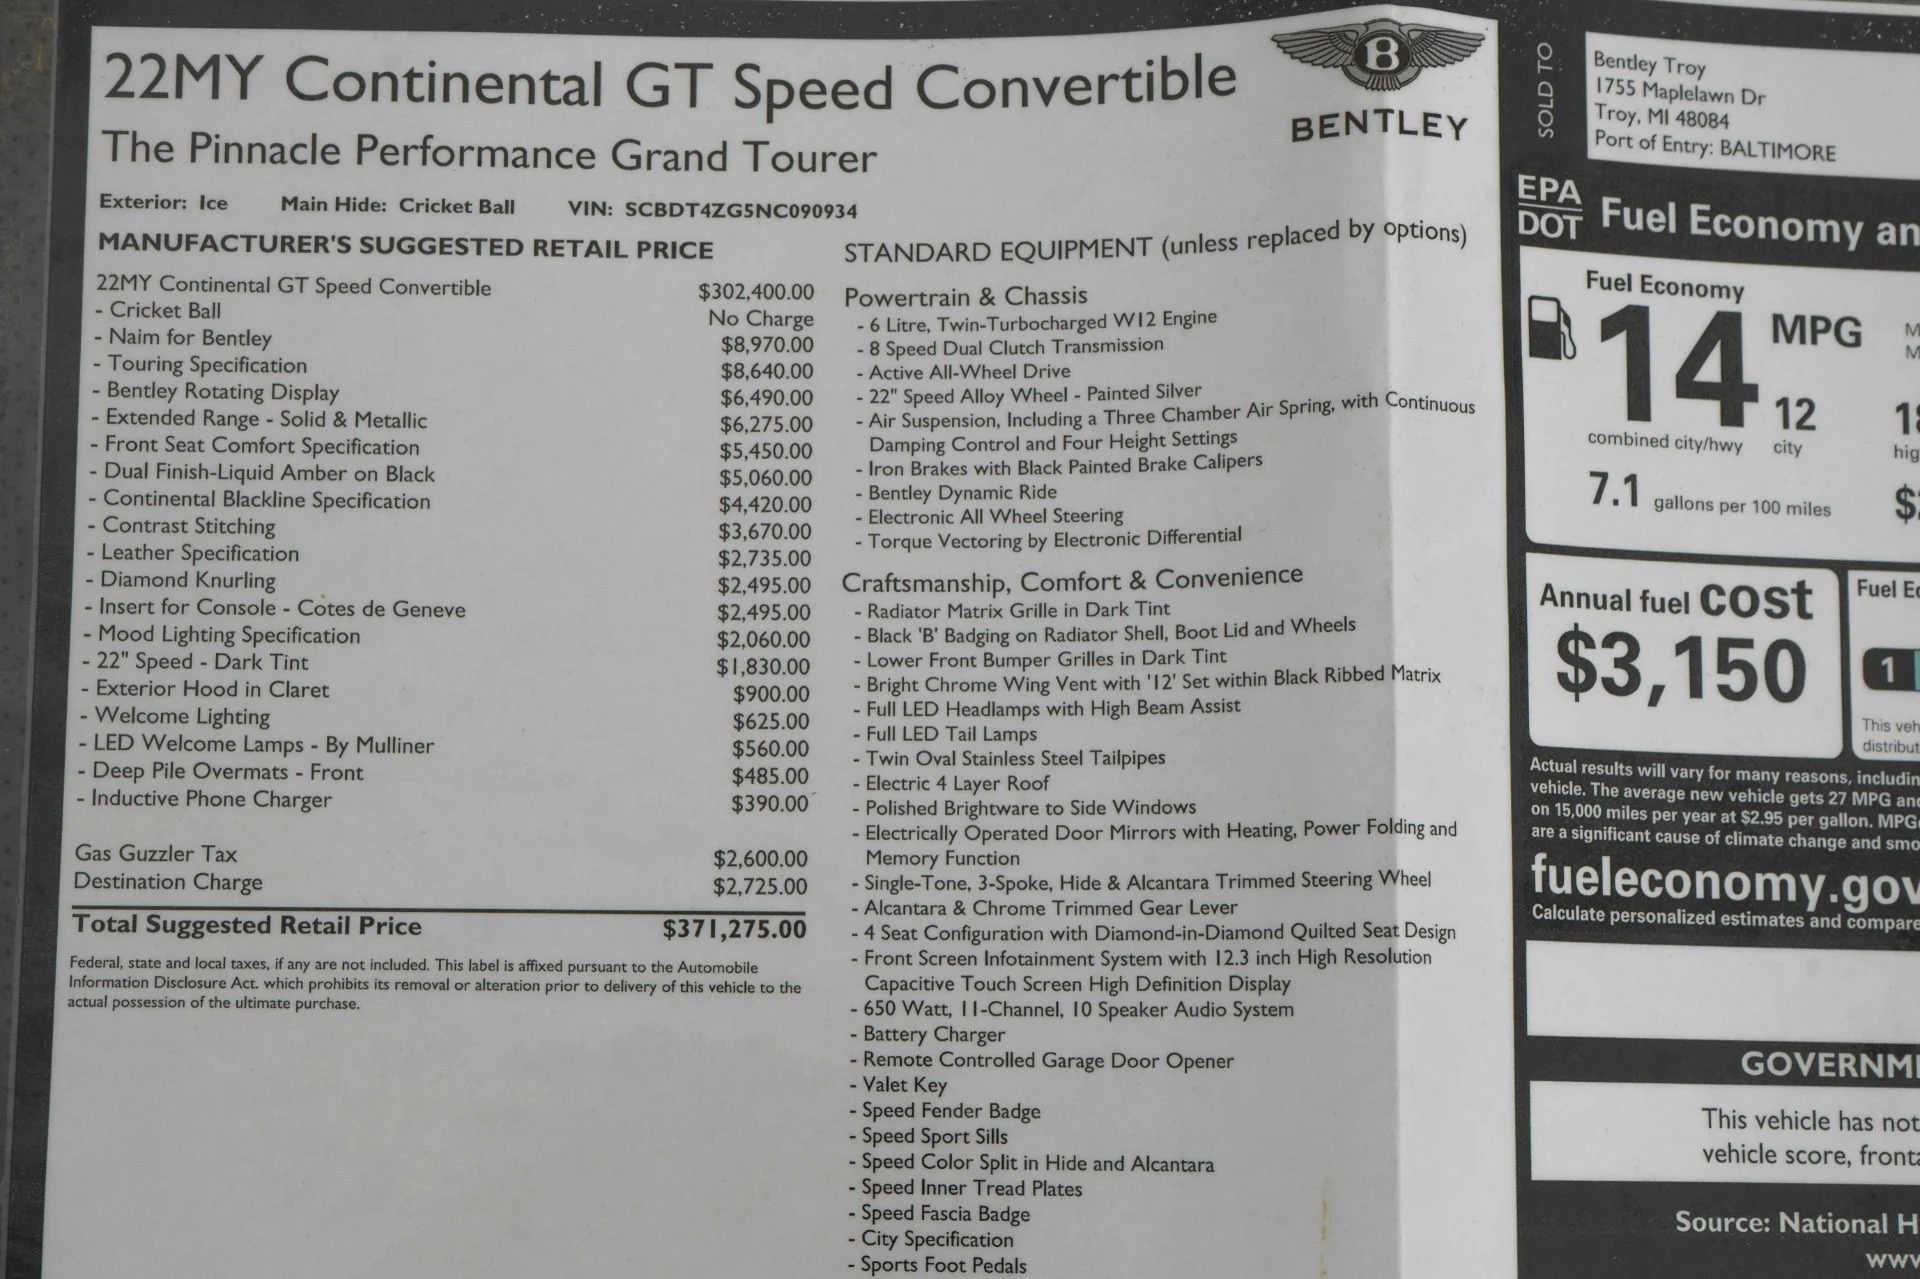 22MY Continental GT Speed Convertible
The Pinnacle Performance Grand Tourer
Exterior: Ice Main Hide: Cricket Ball VIN: SCBDT4ZG5NC090934
B
BENTLEY
MANUFACTURER'S SUGGESTED RETAIL PRICE
22MY Continental GT Speed Convertible $302,400.00
- Cricket Ball No Charge
- Naim for Bentley $8,970.00
- Touring Specification $8,640.00
- Bentley Rotating Display $6,490.00
- Extended Range - Solid & Metallic $6,275.00
- Front Seat Comfort Specification $5,450.00
- Dual Finish-Liquid Amber on Black $5,060.00
- Continental Blackline Specification $4,420.00
- Contrast Stitching $3,670.00
- Leather Specification $2,735.00
- Diamond Knurling $2,495.00
- Insert for Console - Cotes de Geneve $2,495.00
- Mood Lighting Specification $2,060.00
- 22" Speed - Dark Tint $1,830.00
- Exterior Hood in Claret $900.00
- Welcome Lighting $625.00
- LED Welcome Lamps - By Mulliner $560.00
- Deep Pile Overmats - Front $485.00
- Inductive Phone Charger $390.00
Gas Guzzler Tax $2,600.00
Destination Charge $2,725.00
Total Suggested Retail Price $371,275.00
Federal, state and local taxes, if any are not included. This label is affixed pursuant to the Automobile
Information Disclosure Act. which prohibits its removal or alteration prior to delivery of this vehicle to the
actual possession of the ultimate purchase.
STANDARD EQUIPMENT (unless replaced by options)
Powertrain & Chassis
- 6 Litre, Twin-Turbocharged W12 Engine
- 8 Speed Dual Clutch Transmission
- Active All-Wheel Drive
- 22" Speed Alloy Wheel - Painted Silver
- Air Suspension, Including a Three Chamber Air Spring, with Continuous
Damping Control and Four Height Settings
- Iron Brakes with Black Painted Brake Calipers
- Bentley Dynamic Ride
- Electronic All Wheel Steering
- Torque Vectoring by Electronic Differential
Craftsmanship, Comfort & Convenience
- Radiator Matrix Grille in Dark Tint
- Black 'B' Badging on Radiator Shell, Boot Lid and Wheels
- Lower Front Bumper Grilles in Dark Tint
- Bright Chrome Wing Vent with '12' Set within Black Ribbed Matrix
- Full LED Headlamps with High Beam Assist
- Full LED Tail Lamps
- Twin Oval Stainless Steel Tailpipes
- Electric 4 Layer Roof
- Polished Brightware to Side Windows
- Electrically Operated Door Mirrors with Heating, Power Folding and
Memory Function
- Single-Tone, 3-Spoke, Hide & Alcantara Trimmed Steering Wheel
- Alcantara & Chrome Trimmed Gear Lever
- 4 Seat Configuration with Diamond-in-Diamond Quilted Seat Design
- Front Screen Infotainment System with 12.3 inch High Resolution
Capacitive Touch Screen High Definition Display
- 650 Watt, 11-Channel, 10 Speaker Audio System
- Battery Charger
- Remote Controlled Garage Door Opener
- Valet Key
- Speed Fender Badge
- Speed Sport Sills
- Speed Color Split in Hide and Alcantara
- Speed Inner Tread Plates
- Speed Fascia Badge
- City Specification
- Sports Foot Pedals
SOLD TO
Bentley Troy
1755 Maplelawn Dr
Troy, MI 48084
Port of Entry: BALTIMORE
EPA
DOT Fuel Economy an
Fuel Economy
14 MPG
combined city/hwy
12
city
7.1 gallons per 100 miles
Annual fuel cost
$3,150
Fuel Ec
1
This veh
distribut
Actual results will vary for many reasons, includin
vehicle. The average new vehicle gets 27 MPG and
on 15,000 miles per year at $2.95 per gallon. MPG
are a significant cause of climate change and smo
fueleconomy.gov
Calculate personalized estimates and compare
GOVERNM
This vehicle has not
vehicle score, fronta
Source: National H
www